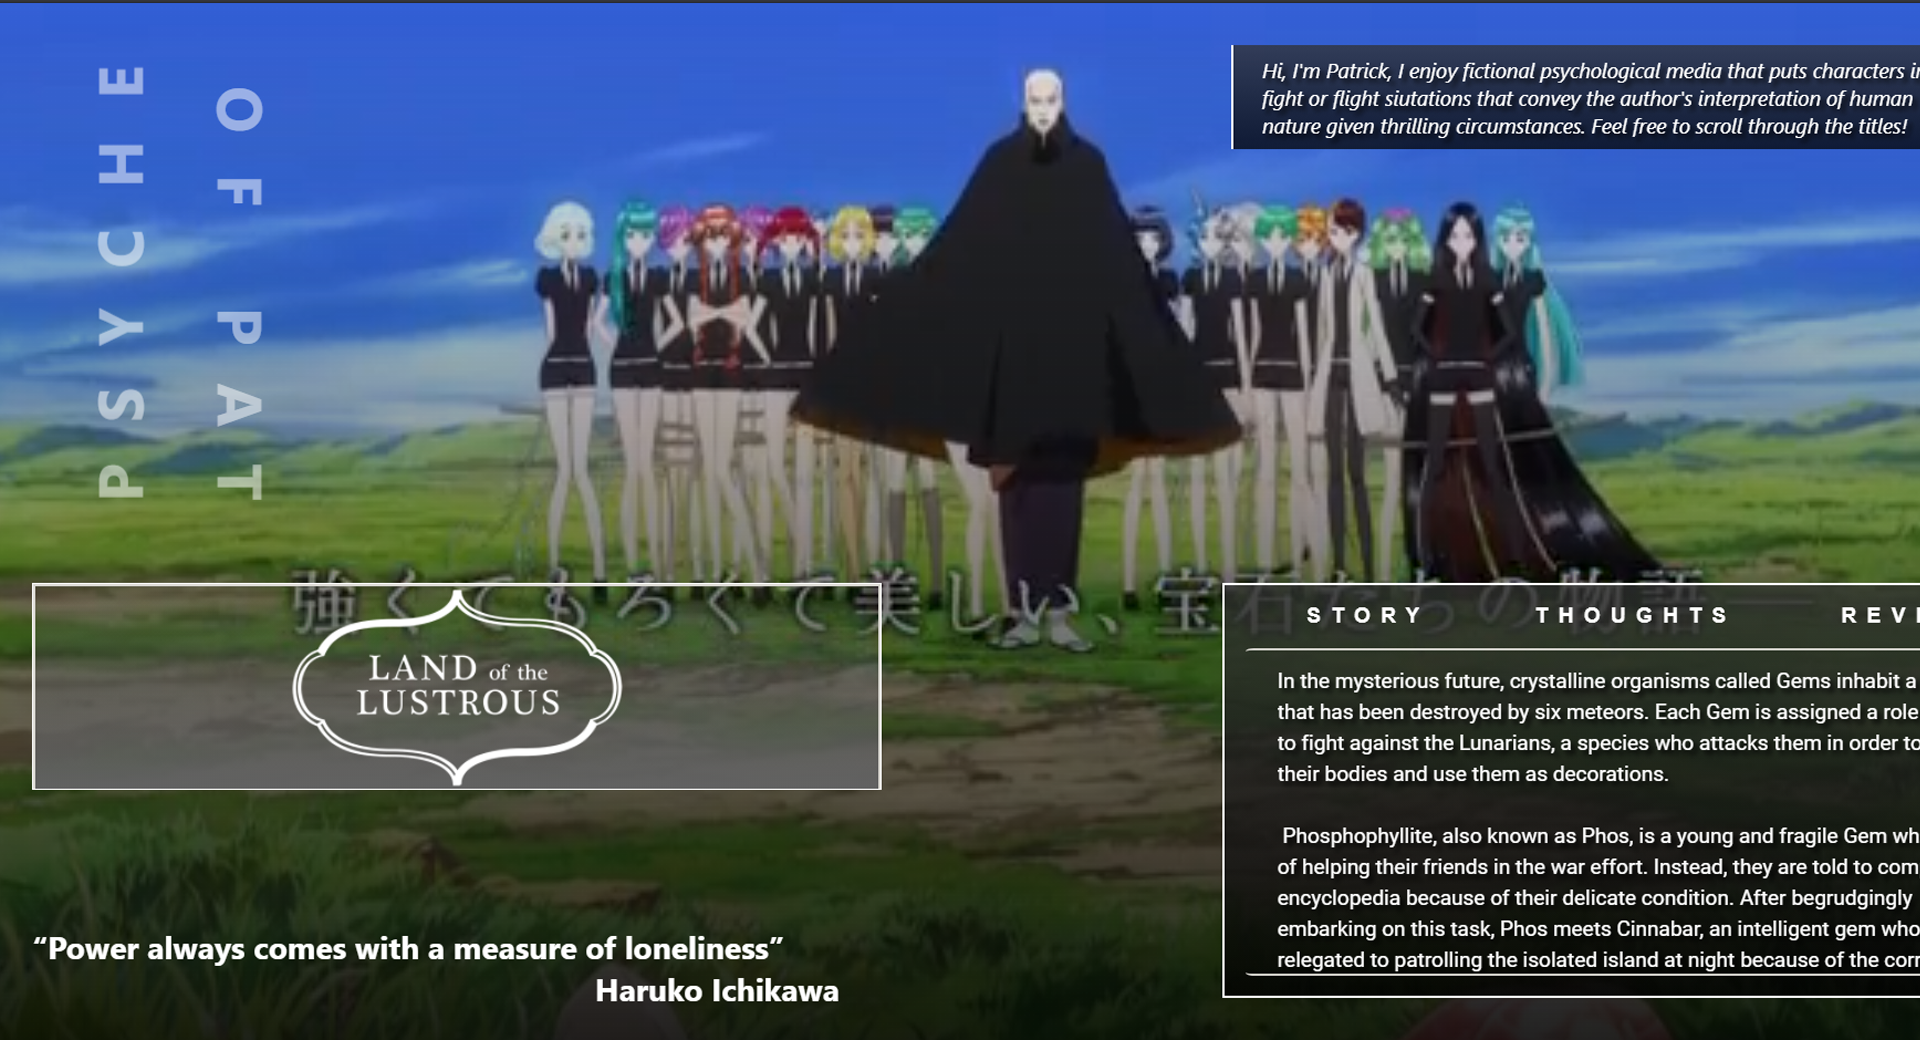 PSYCHE
OF PAT
Hi, I'm Patrick, I enjoy fictional psychological media that puts characters
fight or flight siutations that convey the author's interpretation of human
nature given thrilling circumstances. Feel free to scroll through the titles!
強くてもろくて美しい、宝石たちの物語——
LAND of the
LUSTROUS
“Power always comes with a measure of loneliness”
Haruko Ichikawa
STORY THOUGHTS REV
In the mysterious future, crystalline organisms called Gems inhabit a
that has been destroyed by six meteors. Each Gem is assigned a role
to fight against the Lunarians, a species who attacks them in order to
their bodies and use them as decorations.
Phosphophyllite, also known as Phos, is a young and fragile Gem wh
of helping their friends in the war effort. Instead, they are told to com
encyclopedia because of their delicate condition. After begrudgingly
embarking on this task, Phos meets Cinnabar, an intelligent gem who
relegated to patrolling the isolated island at night because of the corr